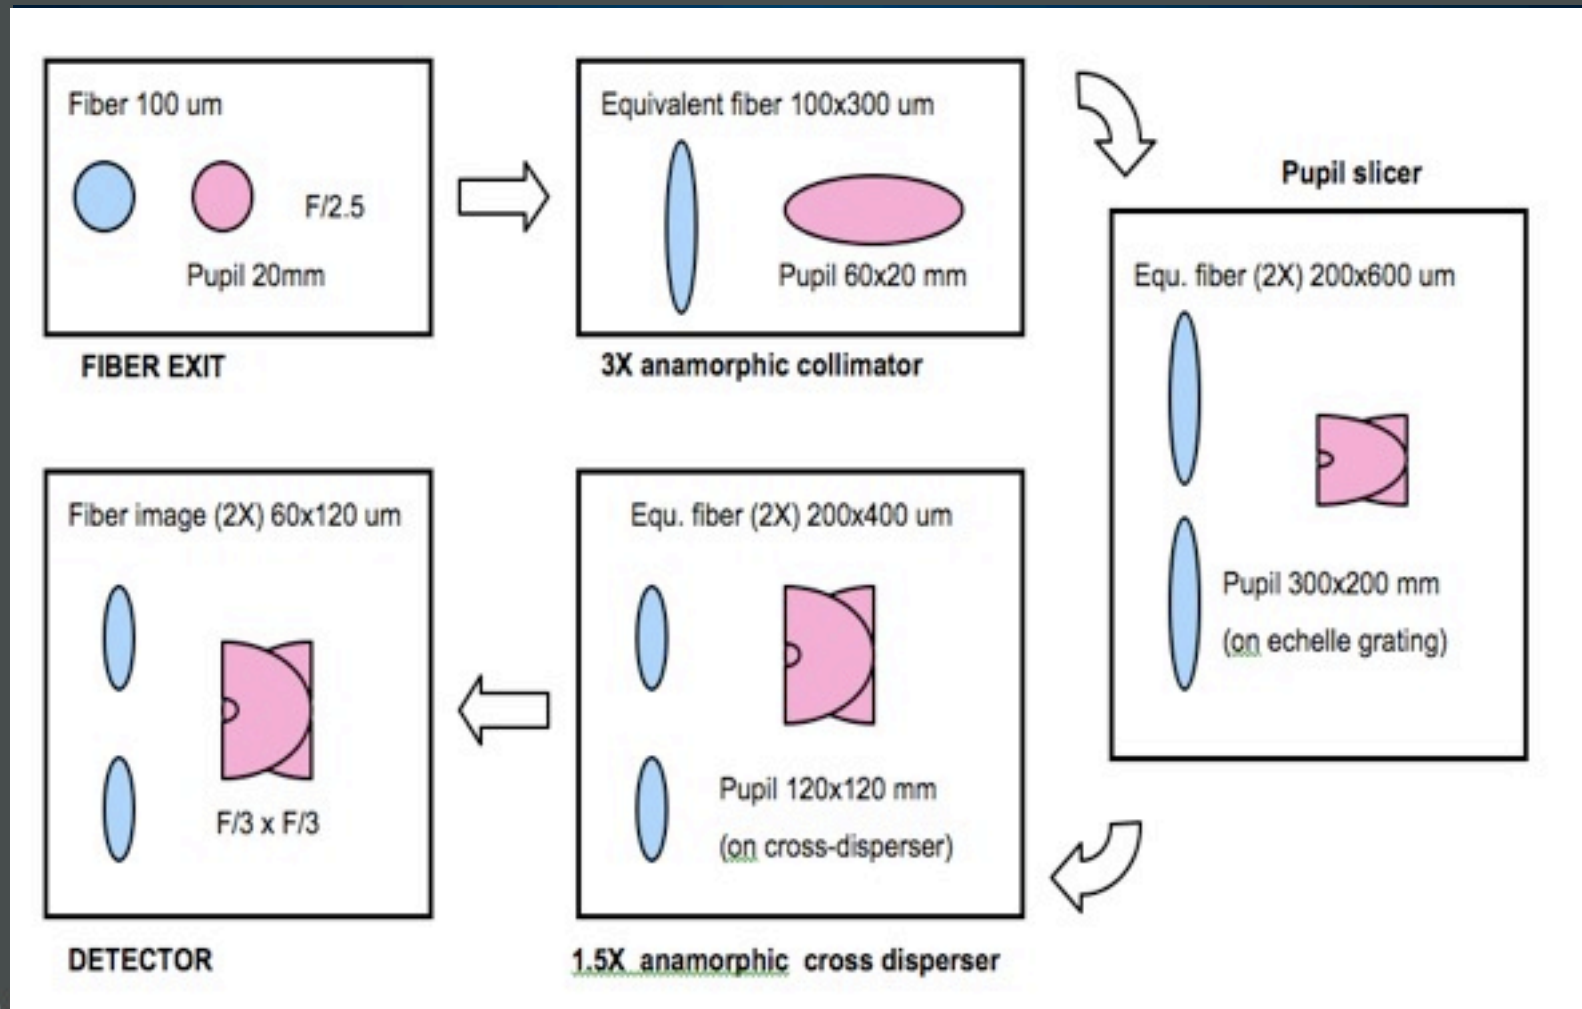 Fiber 100 um
F/2.5
Pupil 20mm
FIBER EXIT
Equivalent fiber 100x300 um
Pupil 60x20 mm
3X anamorphic collimator
Pupil slicer
Equ. fiber (2X) 200x600 um
Pupil 300x200 mm
(on echelle grating)
Equ. fiber (2X) 200x400 um
Pupil 120x120 mm
(on cross-disperser)
1.5X anamorphic cross disperser
Fiber image (2X) 60x120 um
F/3 x F/3
DETECTOR